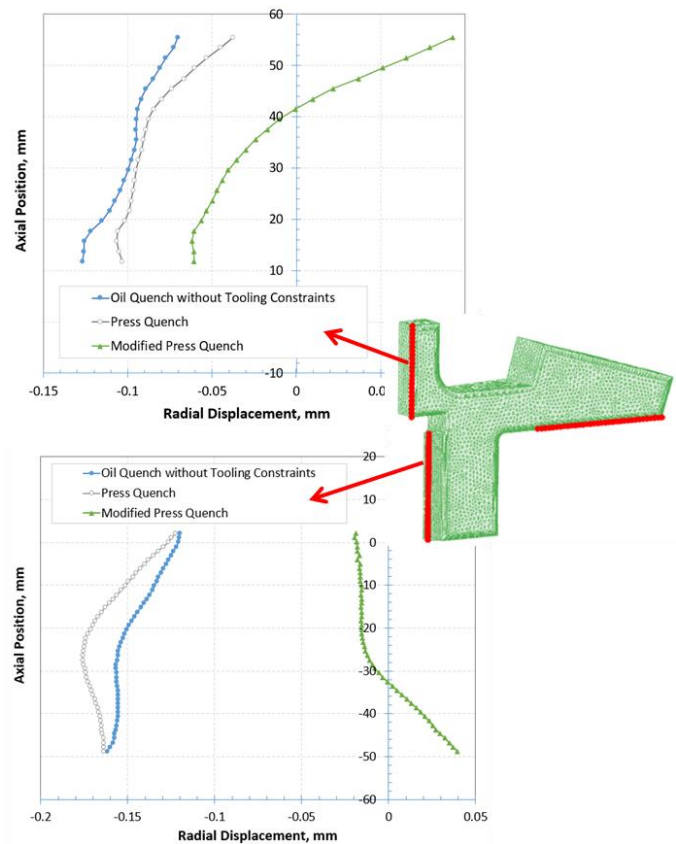 60
50
40
30
20
10
-10
Axial Position, mm
Oil Quench without Tooling Constraints
Press Quench
Modified Press Quench
-0.15
-0.1
-0.05
0
Radial Displacement, mm
20
10
0
-10
-20
-30
-40
-50
-60
Axial Position, mm
Oil Quench without Tooling Constraints
Press Quench
Modified Press Quench
-0.2
-0.15
-0.1
-0.05
0
0.05
Radial Displacement, mm